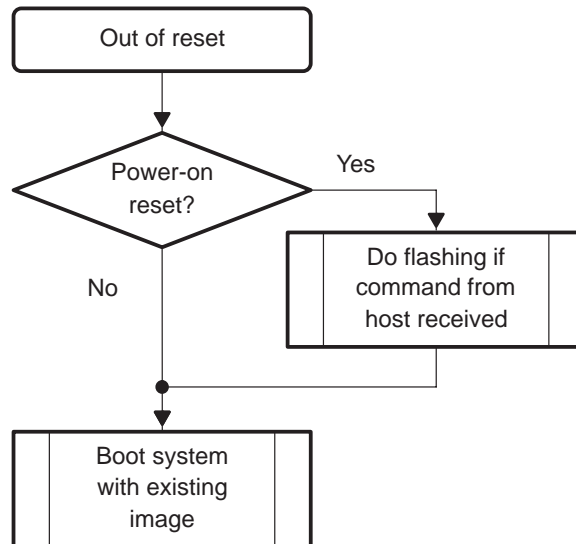 Out of reset
Power-on
reset?
Yes
Do flashing if
command from
host received
No
Boot system
with existing
image